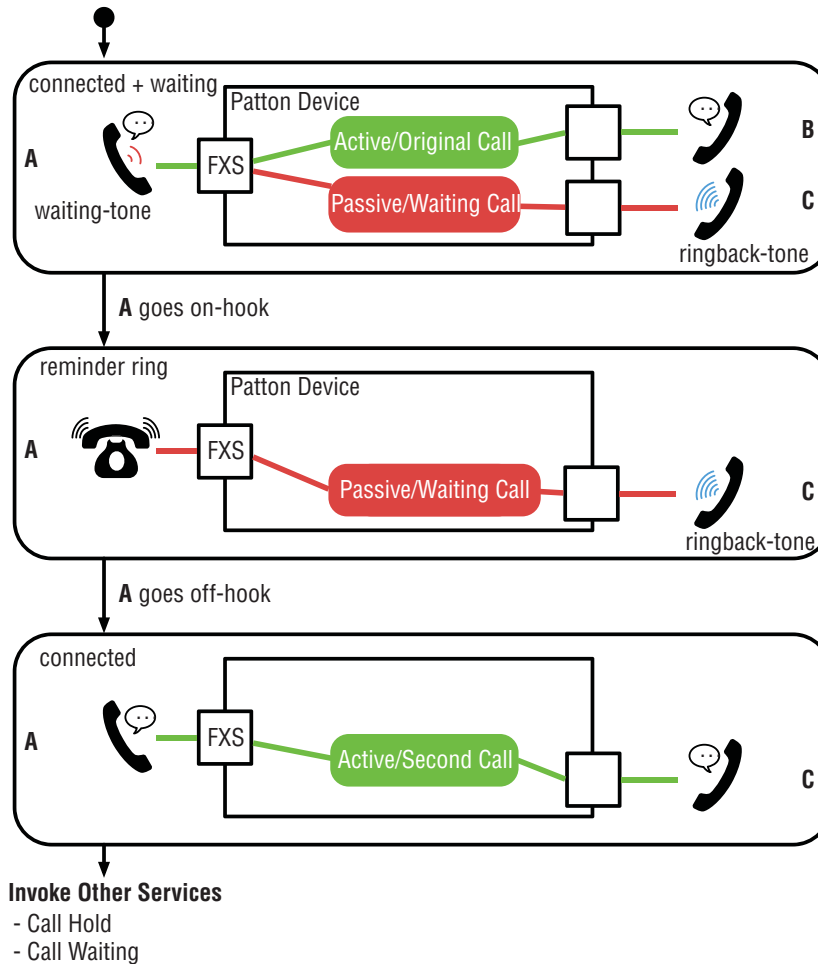 connected + waiting
Patton Device
A
FXS
Active/Original Call
B
Passive/Waiting Call
C
waiting-tone
ringback-tone
A goes on-hook
reminder ring
Patton Device
A
FXS
Passive/Waiting Call
C
ringback-tone
A goes off-hook
connected
A
FXS
Active/Second Call
C
Invoke Other Services
- Call Hold
- Call Waiting